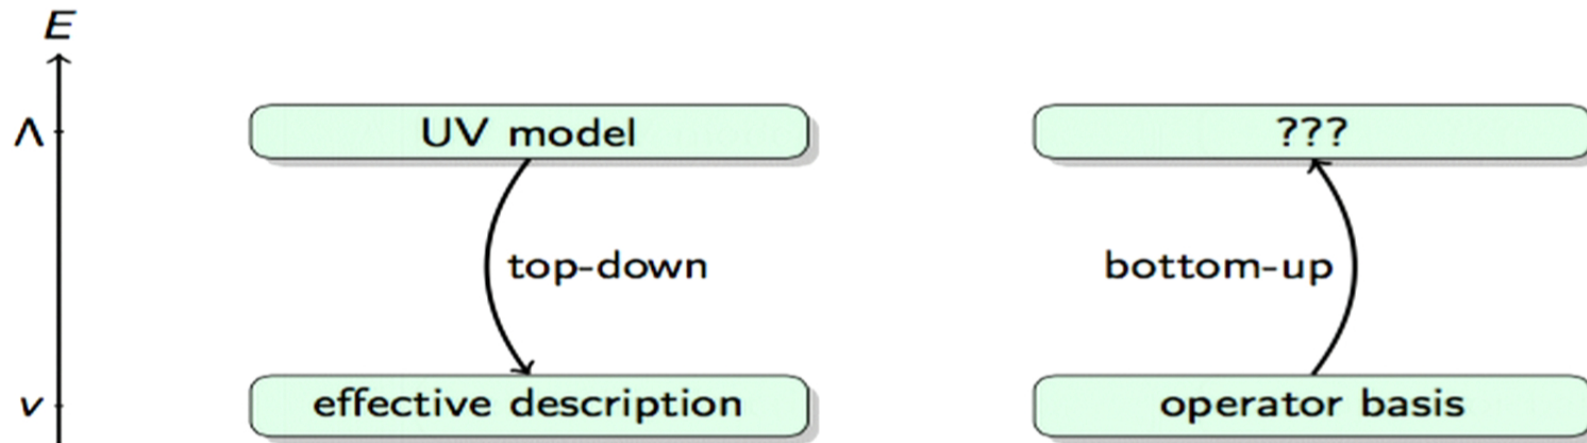 E
Λ
UV model
???
top-down
bottom-up
v
effective description
operator basis